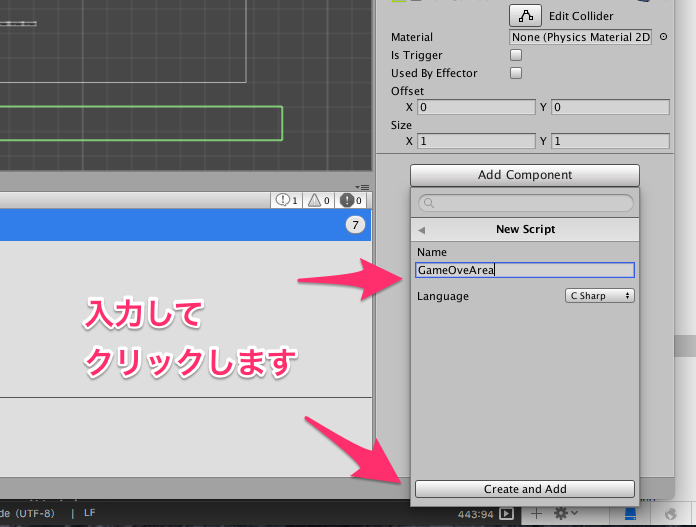 Edit Collider
Material
None (Physics Material 2D
Is Trigger
Used By Effector
Offset
X 0 Y 0
Size
X 1 Y 1
Add Component
1 0 0
7
New Script
Name
GameOveArea
Language C Sharp
入力して
クリックします
Create and Add
de (UTF-8) | LF
443:94